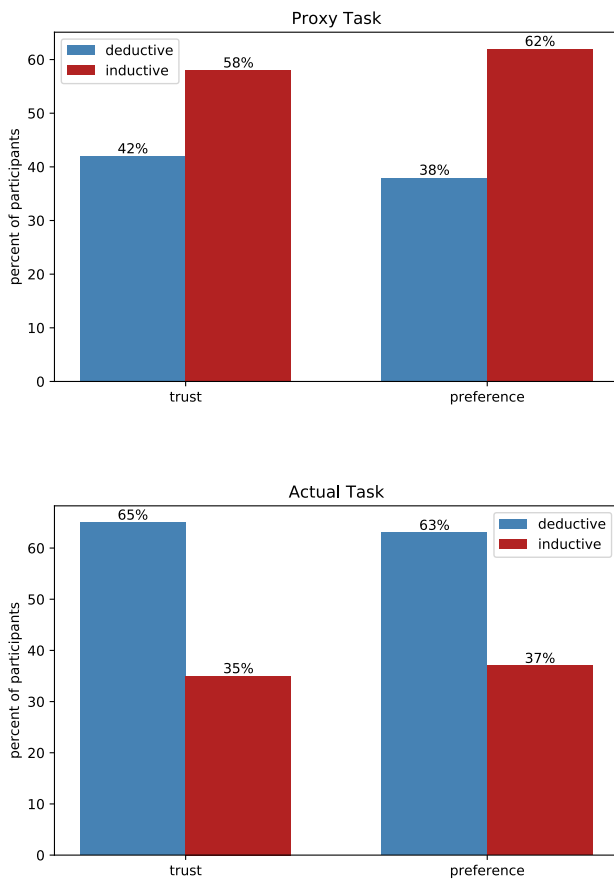 Proxy Task
deductive
inductive
58%
62%
42%
38%
percent of participants
60
50
40
30
20
10
0
trust preference
Actual Task
deductive
inductive
65%
63%
35%
37%
percent of participants
60
50
40
30
20
10
0
trust preference